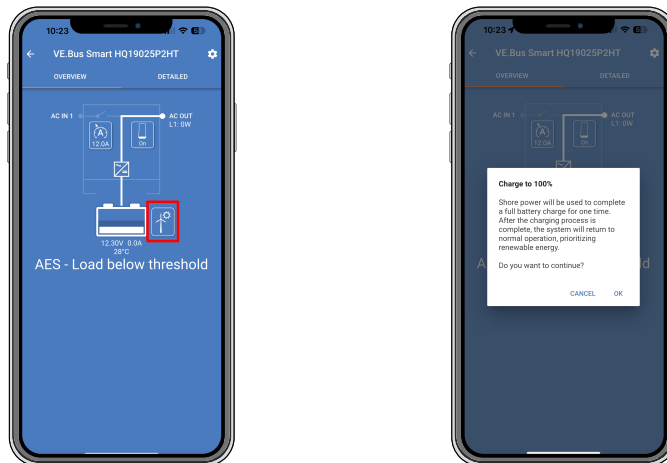 10:23
VE.Bus Smart HQ19025P2HT
OVERVIEW DETAILED
AC IN 1
AC OUT
L1: 0W
12.0A
On
12.30V 0.0A
28°C
AES - Load below threshold
10:23
VE.Bus Smart HQ19025P2HT
OVERVIEW DETAILED
AC IN 1
AC OUT
L1: 0W
12.0A
On
Charge to 100%
Shore power will be used to complete
a full battery charge for one time.
After the charging process is
complete, the system will return to
normal operation, prioritizing
renewable energy.
Do you want to continue?
CANCEL OK